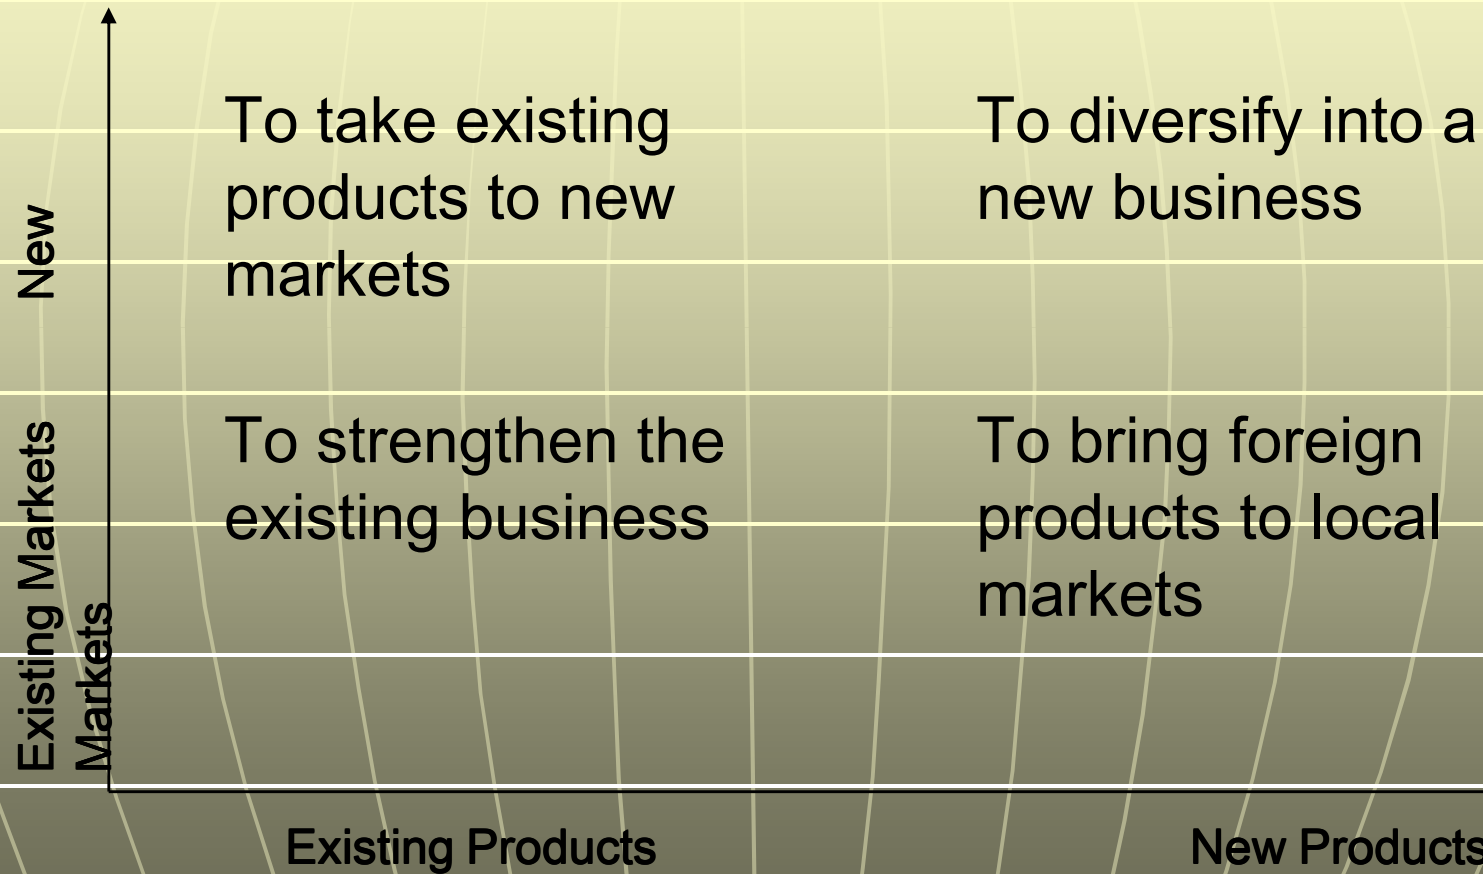 To take existing
products to new
markets
To diversify into a
new business
To strengthen the
existing business
To bring foreign
products to local
markets
Existing Markets New
Markets
Existing Products
New Products